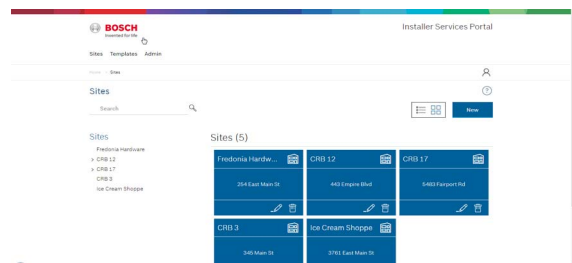 BOSCH
Invented for life
Installer Services Portal
Sites Templates Admin
Home > Sites
Sites
Search
New
Sites
Fredonia Hardware
> CRB 12
> CRB 17
CRB 3
Ice Cream Shoppe
Sites (5)
Fredonia Hardw...
254 East Main St
CRB 12
443 Empire Blvd
CRB 17
5483 Fairport Rd
CRB 3
345 Main St
Ice Cream Shoppe
3761 East Main St